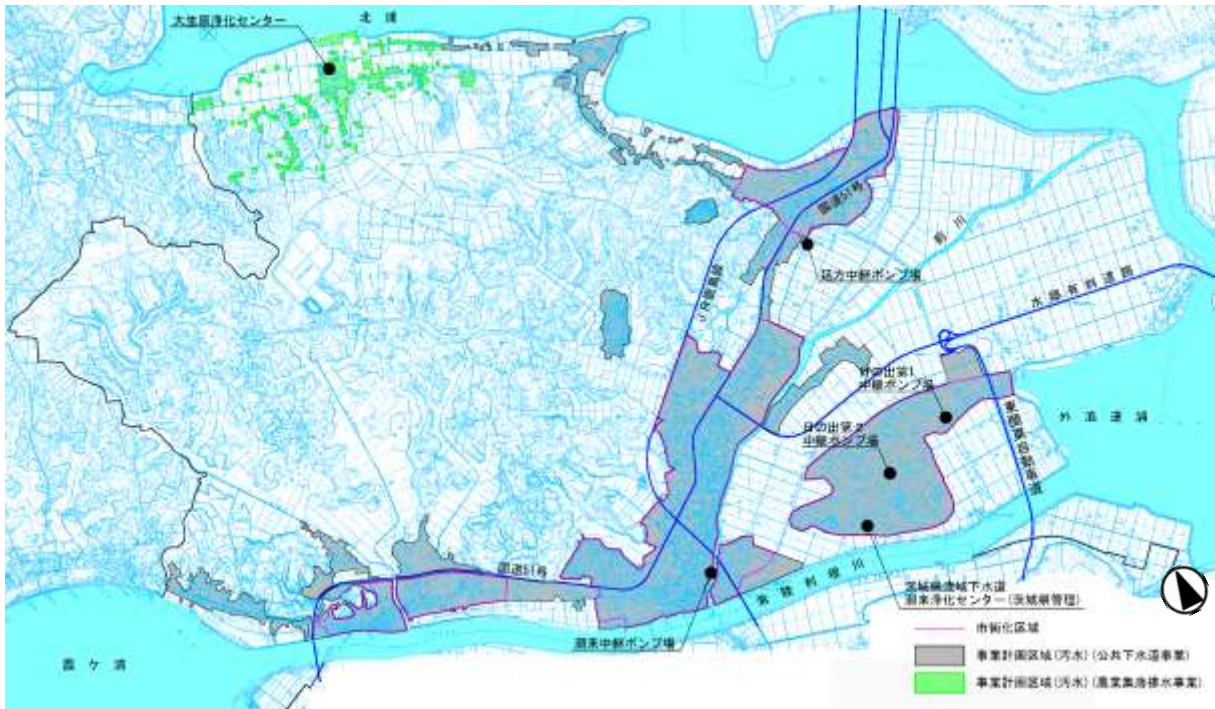 大生原浄化センター
北浦
国道51号
前川
JR鹿島線
延方中継ポンプ場
水郷有料道路
日の出第1
中継ポンプ場
日の出第2
中継ポンプ場
外浪逆浦
東関東自動車道
国道51号
常陸利根川
茨城県流域下水道
潮来浄化センター(茨城県管理)
潮来中継ポンプ場
霞ケ浦
市街化区域
事業計画区域(汚水)(公共下水道事業)
事業計画区域(汚水)(農業集落排水事業)